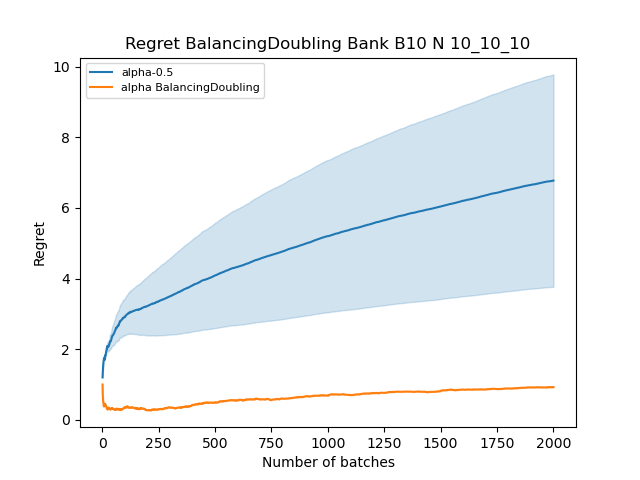 Regret BalancingDoubling Bank B10 N 10_10_10
alpha-0.5
alpha BalancingDoubling
Regret
10
8
6
4
2
0
0 250 500 750 1000 1250 1500 1750 2000
Number of batches